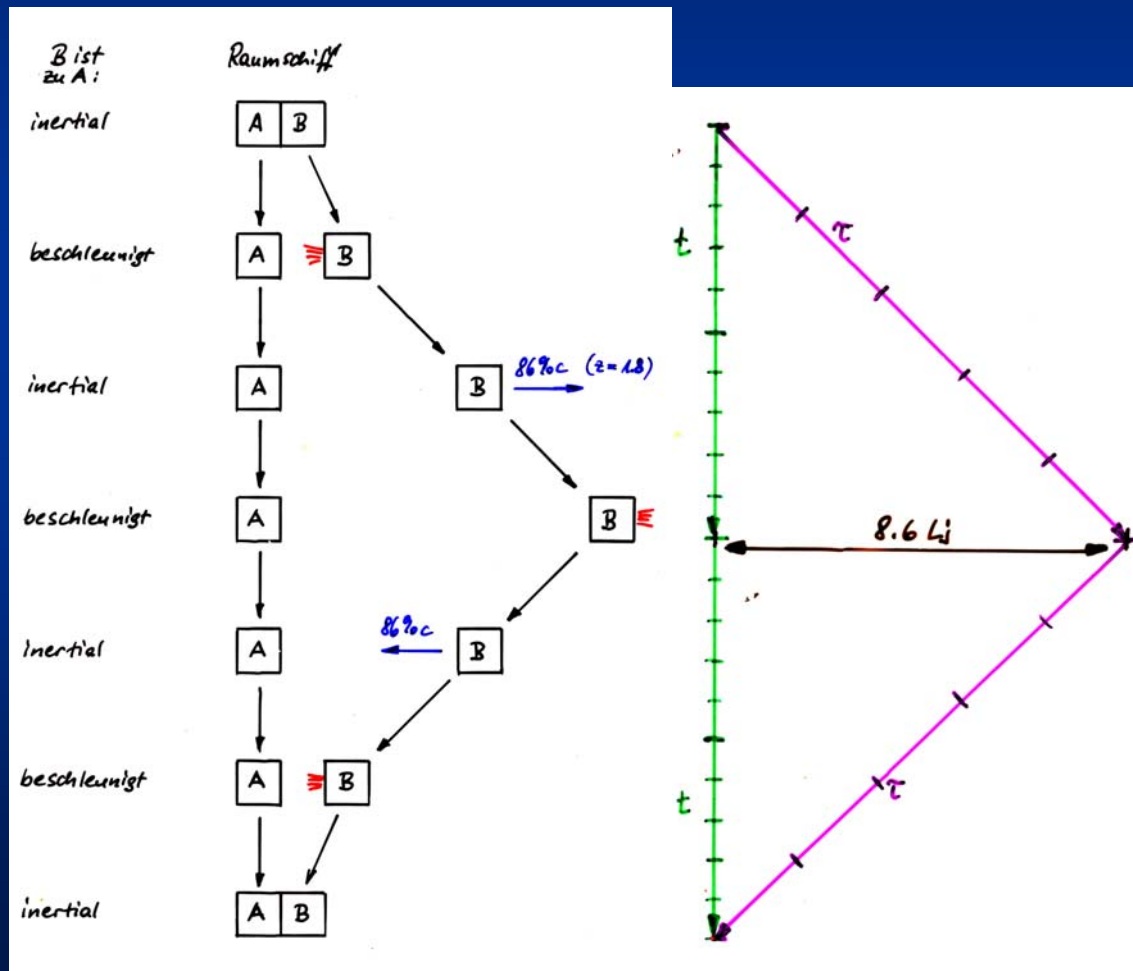 B ist
zu A:
Raumschiff
inertial
A B
beschleunigt
A B
inertial
A B
86%c (z=1.8)
beschleunigt
A B
inertial
A B
86%c
beschleunigt
A B
inertial
A B
t
τ
8.6 Lj
t
τ